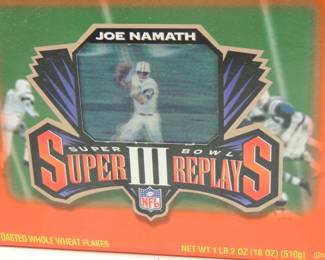 JOE NAMATH
SUPER III BOWL
SUPER REPLAYS
NFL
OASTED WHOLE WHEAT FLAKES
NET WT 1 LB 2 OZ (18 OZ) (510g)